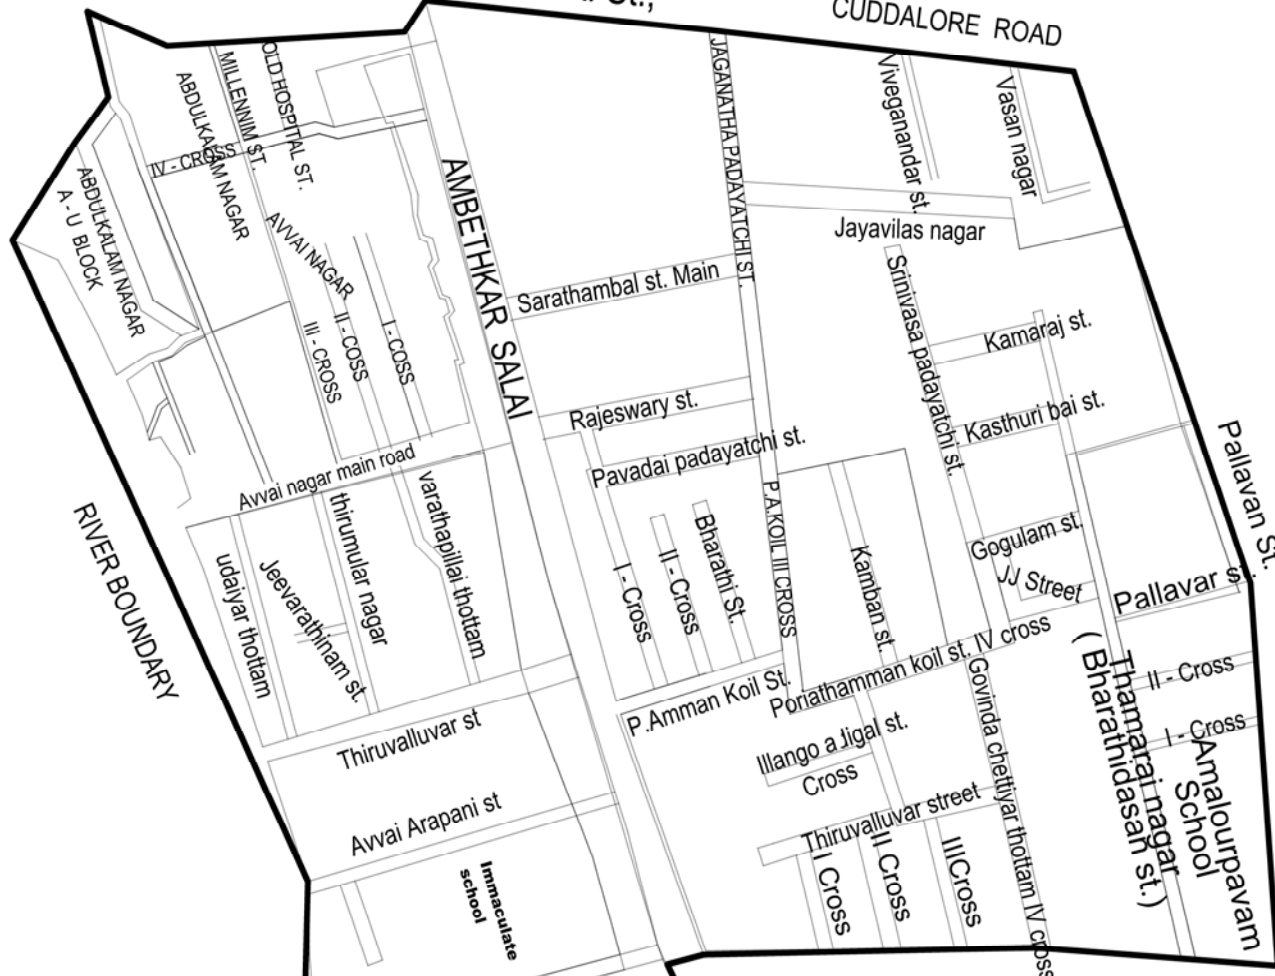 CUDDALORE ROAD
OLD HOSPITAL ST.
MILLENNIM ST.
ABDULKALAM NAGAR
IV - CROSS
ABDULKALAM NAGAR
A - U BLOCK
AVVAI NAGAR
I - COSS
II - COSS
IIi - CROSS
AMBETHKAR SALAI
JAGANATHA PADAYATCHI ST.
Viveganandar st.
Vasan nagar
Jayavilas nagar
Sarathambal st. Main
Srinivasa padayatchi st.
Kamaraj st.
Rajeswary st.
Kasthuri bai st.
Pavadai padayatchi st.
Avvai nagar main road
P.A.KOIL III CROSS
Pallavan St.
RIVER BOUNDARY
udaiyar thottam
Jeevarathinam st.
thirumular nagar
varathapillai thottam
I - Cross
II - Cross
Bharathi St.
Kamban st.
Gogulam st.
JJ Street
Pallavar st.
P.Amman Koil St.
Poriathamman koil st. IV cross
Thiruvalluvar st
Illango a Jigal st.
Cross
Govinda chettiyar thottam IV cross
Thamarai nagar
( Bharathidasan st.)
II - Cross
I - Cross
Amalourpavam
School
Avvai Arapani st
Thiruvalluvar street
I Cross
II Cross
IIICross
Immaculate
school